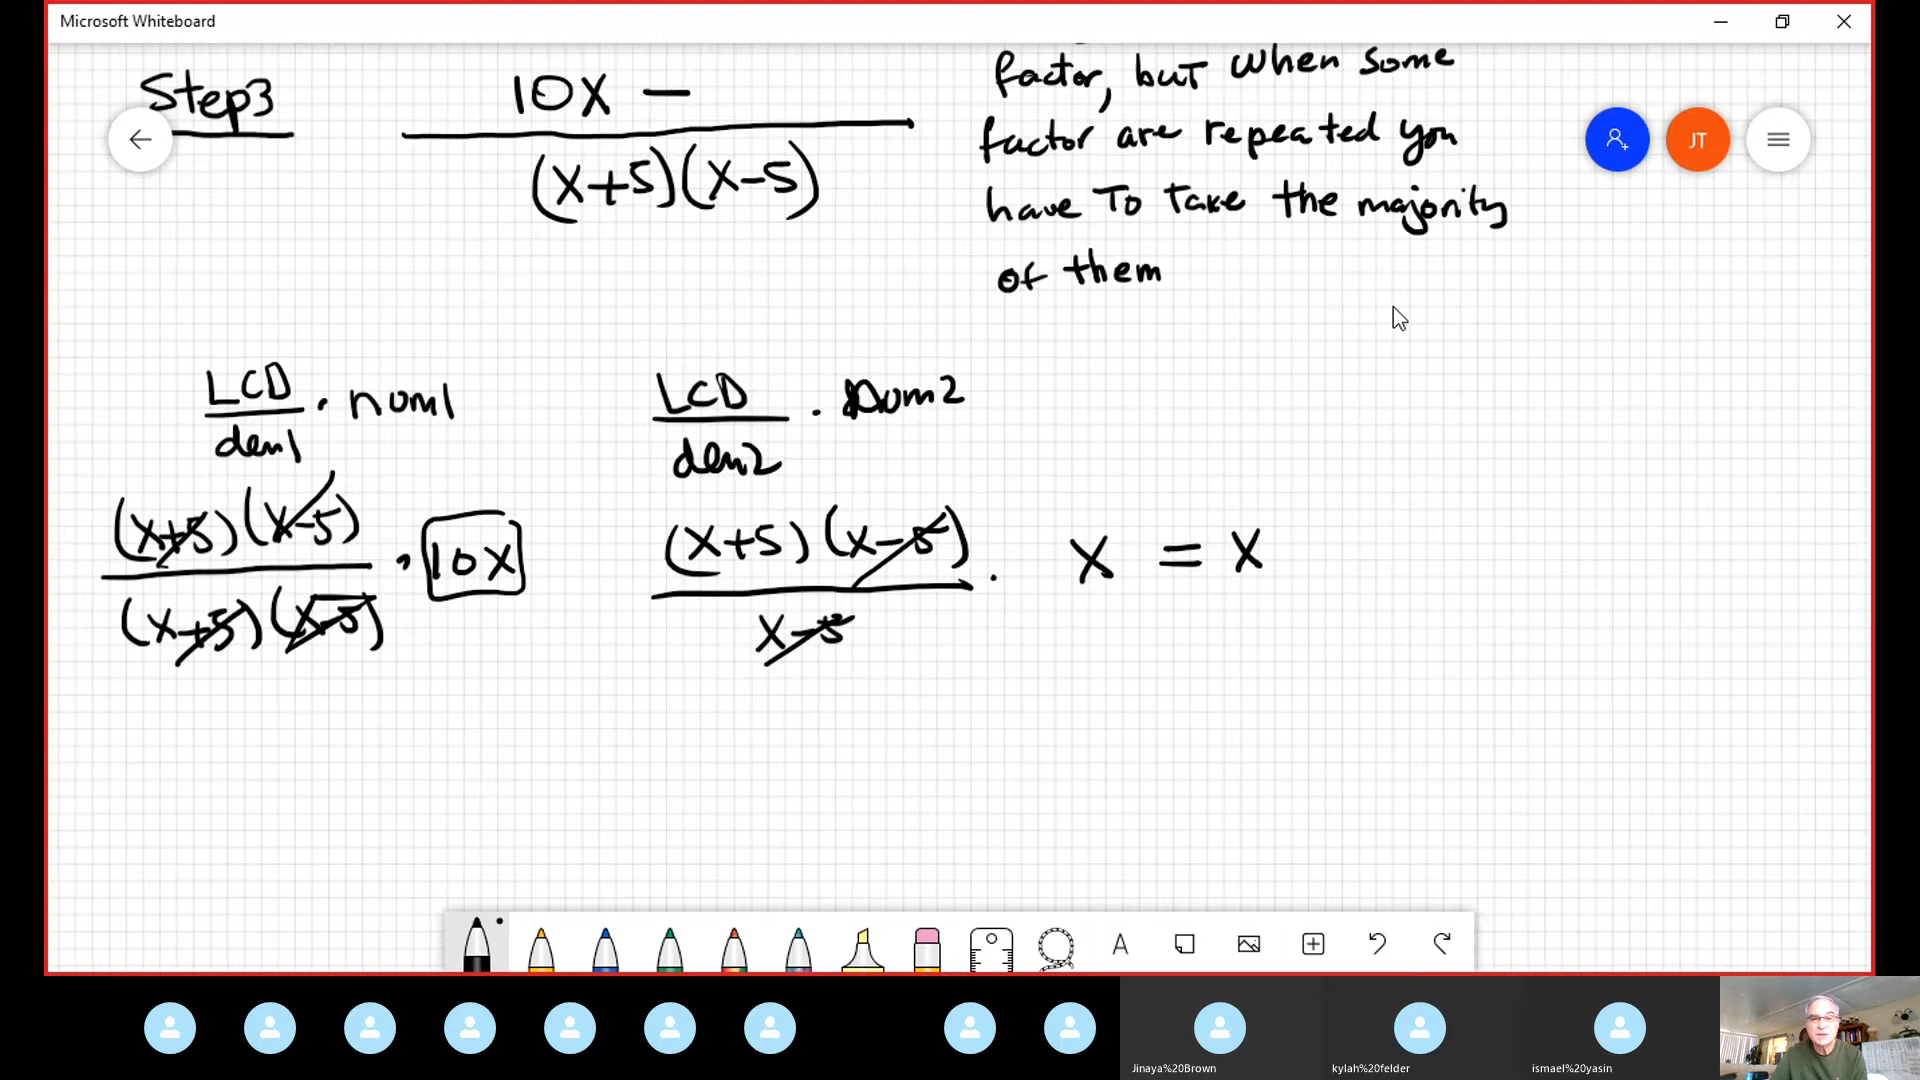 Microsoft Whiteboard
Step3
10X -
(X+5)(X-5)
factor, but when some
factor are repeated you
have To Take the majority
of them
JT
LCD
den1
· num1
LCD
den2
· num2
(x+5)(x-5)
(x+5)(x-5)
· 10x
(x+5)(x-5)
x-5
· x = x
A
Jinaya%20Brown
kylah%20felder
ismael%20yasin